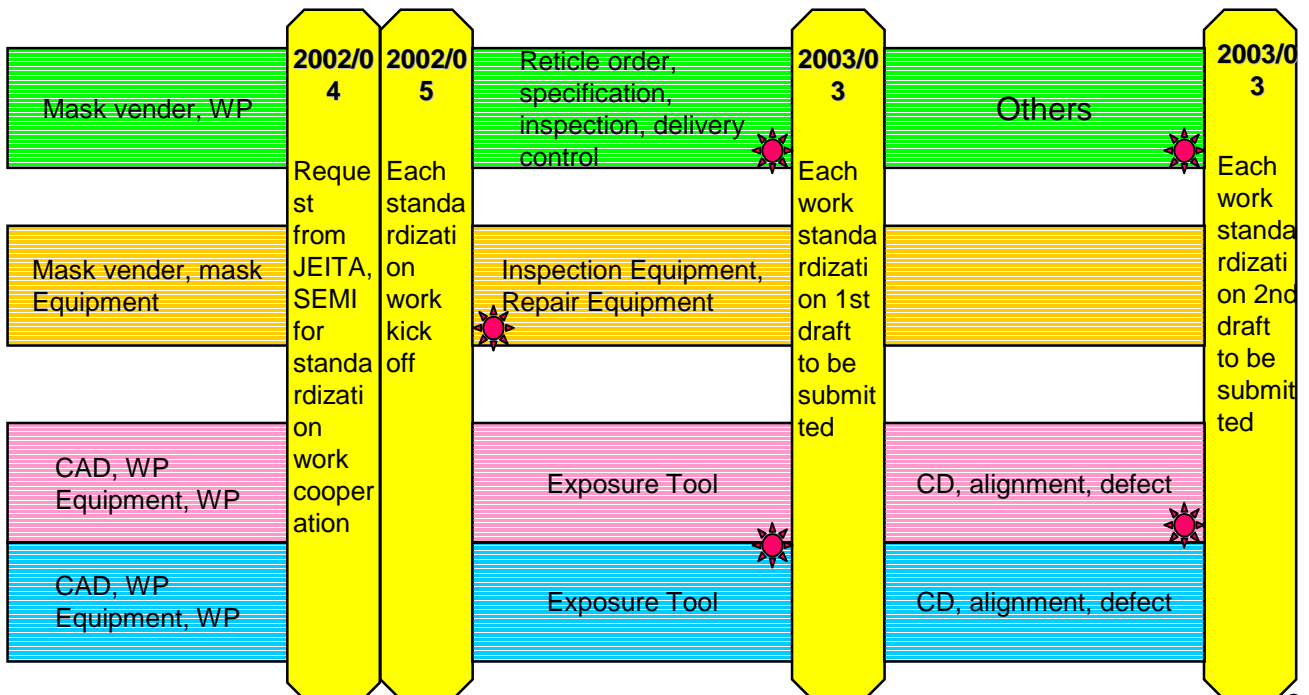 Mask vender, WP
2002/0
4
Reque
st
from
JEITA,
SEMI
for
standa
rdizati
on
work
cooper
ation
2002/0
5
Each
standa
rdizati
on
work
kick
off
Reticle order,
specification,
inspection, delivery
control
2003/0
3
Each
work
standa
rdizati
on 1st
draft
to be
submit
ted
Others
2003/0
3
Each
work
standa
rdizati
on 2nd
draft
to be
submit
ted
Mask vender, mask
Equipment
Inspection Equipment,
Repair Equipment
CAD, WP
Equipment, WP
Exposure Tool
CD, alignment, defect
CAD, WP
Equipment, WP
Exposure Tool
CD, alignment, defect